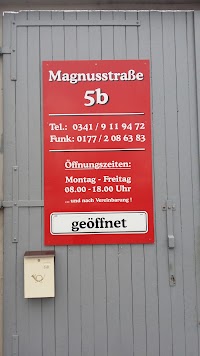 Magnusstraße
5b
Tel.: 0341 / 9 11 94 72
Funk: 0177 / 2 08 63 83
Öffnungszeiten:
Montag - Freitag
08.00 - 18.00 Uhr
... und nach Vereinbarung !
geöffnet